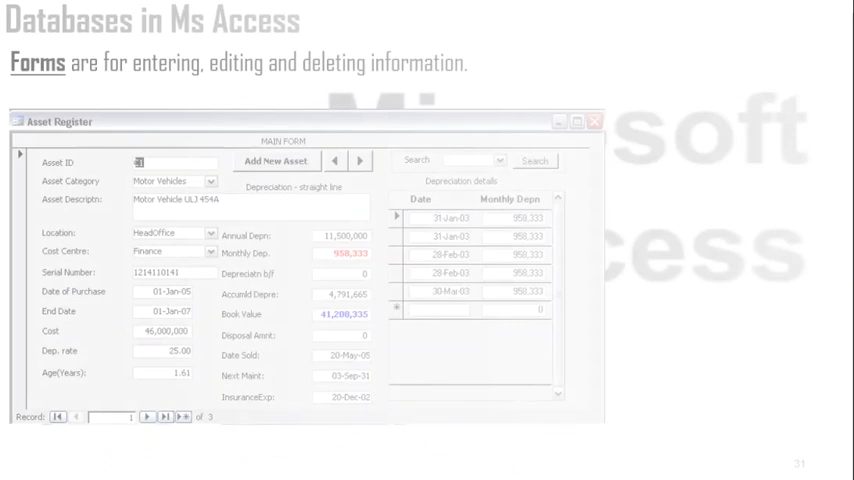 Databases in Ms Access
Forms are for entering, editing and deleting information.
Asset Register
MAIN FORM
Asset ID
Add New Asset
Search
Search
Asset Category
Motor Vehicles
Depreciation - straight line
Depreciation details
Asset Descriptn:
Motor Vehicle ULJ 454A
Date
Monthly Depn
31-Jan-03
958,333
31-Jan-03
958,333
28-Feb-03
958,333
28-Feb-03
958,333
30-Mar-03
958,333
0
Location:
HeadOffice
Annual Depn:
11,500,000
Cost Centre:
Finance
Monthly Dep.
958,333
Serial Number:
1214110141
Depreciatn b/f
0
Date of Purchase
01-Jan-05
Accumld Depre:
4,791,665
End Date
01-Jan-07
Book Value
41,208,335
Cost
46,000,000
Disposal Amnt:
0
Dep. rate
25.00
Date Sold:
20-May-05
Age(Years):
1.61
Next Maint:
03-Sep-31
InsuranceExp:
20-Dec-02
Record:
1
of 3
31